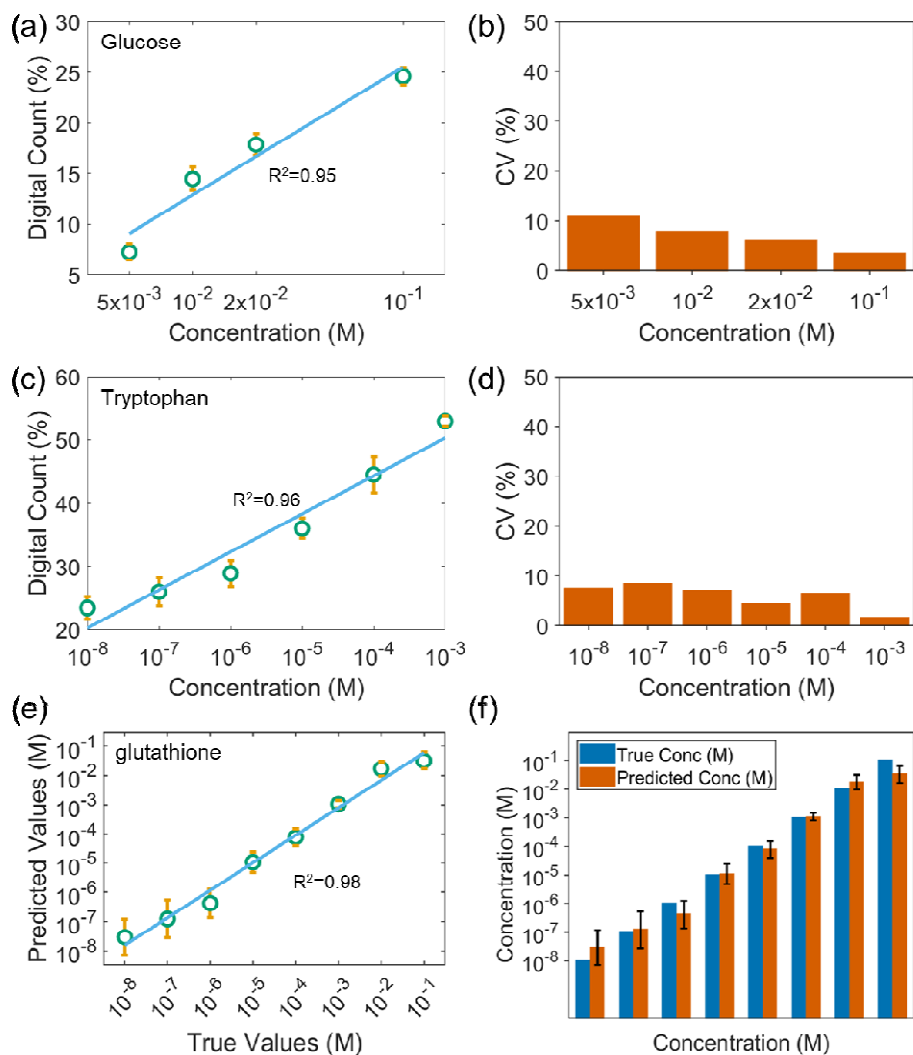 (a)
Glucose
Digital Count (%)
30
25
20
15
10
5
R²=0.95
5x10⁻³ 10⁻² 2x10⁻² 10⁻¹
Concentration (M)
(b)
CV (%)
50
40
30
20
10
0
5x10⁻³ 10⁻² 2x10⁻² 10⁻¹
Concentration (M)
(c)
Tryptophan
Digital Count (%)
60
50
40
30
20
R²=0.96
10⁻⁸ 10⁻⁷ 10⁻⁶ 10⁻⁵ 10⁻⁴ 10⁻³
Concentration (M)
(d)
CV (%)
50
40
30
20
10
0
10⁻⁸ 10⁻⁷ 10⁻⁶ 10⁻⁵ 10⁻⁴ 10⁻³
Concentration (M)
(e)
glutathione
Predicted Values (M)
10⁻¹
10⁻²
10⁻³
10⁻⁴
10⁻⁵
10⁻⁶
10⁻⁷
10⁻⁸
R²=0.98
10⁻⁸ 10⁻⁷ 10⁻⁶ 10⁻⁵ 10⁻⁴ 10⁻³ 10⁻² 10⁻¹
True Values (M)
(f)
True Conc (M)
Predicted Conc (M)
Concentration (M)
10⁻¹
10⁻²
10⁻³
10⁻⁴
10⁻⁵
10⁻⁶
10⁻⁷
10⁻⁸
Concentration (M)